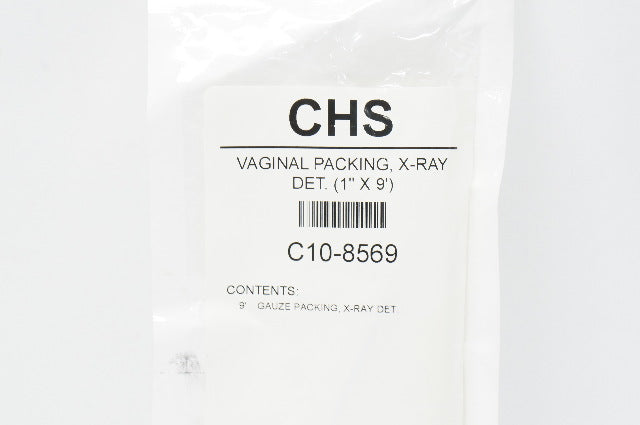 CHS
VAGINAL PACKING, X-RAY
DET. (1" X 9')
C10-8569
CONTENTS:
9' GAUZE PACKING, X-RAY DET